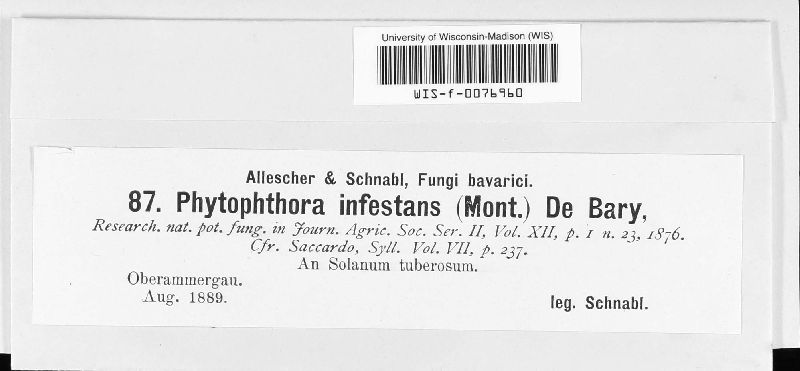 University of Wisconsin-Madison (WIS)
WIS-f-0076960
Allescher & Schnabl, Fungi bavarici.
87. Phytophthora infestans (Mont.) De Bary,
Research. nat. pot. fung. in Journ. Agric. Soc. Ser. II, Vol. XII, p. 1 n. 23, 1876.
Cfr. Saccardo, Syll. Vol. VII, p. 237.
An Solanum tuberosum.
Oberammergau.
Aug. 1889.
leg. Schnabl.